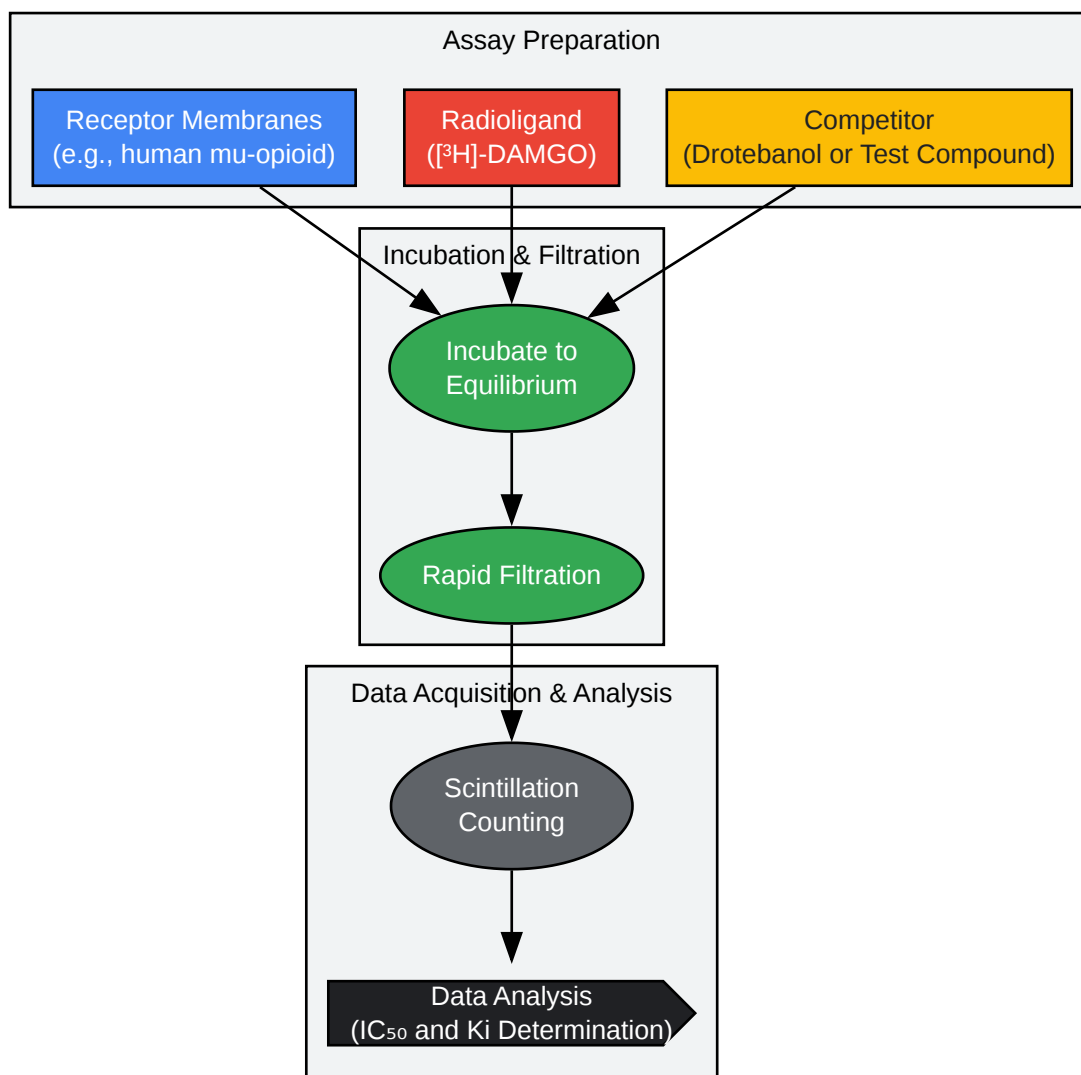 Assay Preparation
Receptor Membranes
(e.g., human mu-opioid)
Radioligand
([³H]-DAMGO)
Competitor
(Drotebanol or Test Compound)
Incubation & Filtration
Incubate to
Equilibrium
Rapid Filtration
Data Acquisition & Analysis
Scintillation
Counting
Data Analysis
(IC₅₀ and Ki Determination)